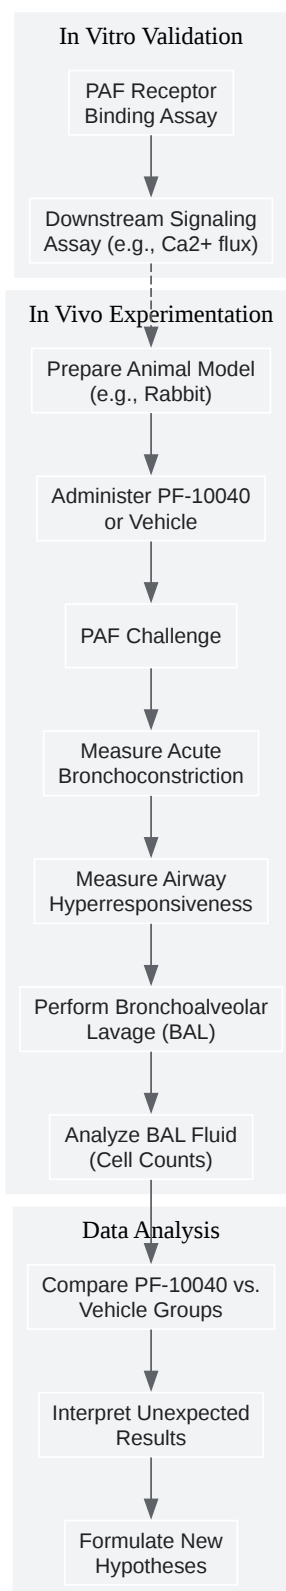 In Vitro Validation
PAF Receptor
Binding Assay
Downstream Signaling
Assay (e.g., Ca2+ flux)
In Vivo Experimentation
Prepare Animal Model
(e.g., Rabbit)
Administer PF-10040
or Vehicle
PAF Challenge
Measure Acute
Bronchoconstriction
Measure Airway
Hyperresponsiveness
Perform Bronchoalveolar
Lavage (BAL)
Analyze BAL Fluid
(Cell Counts)
Data Analysis
Compare PF-10040 vs.
Vehicle Groups
Interpret Unexpected
Results
Formulate New
Hypotheses